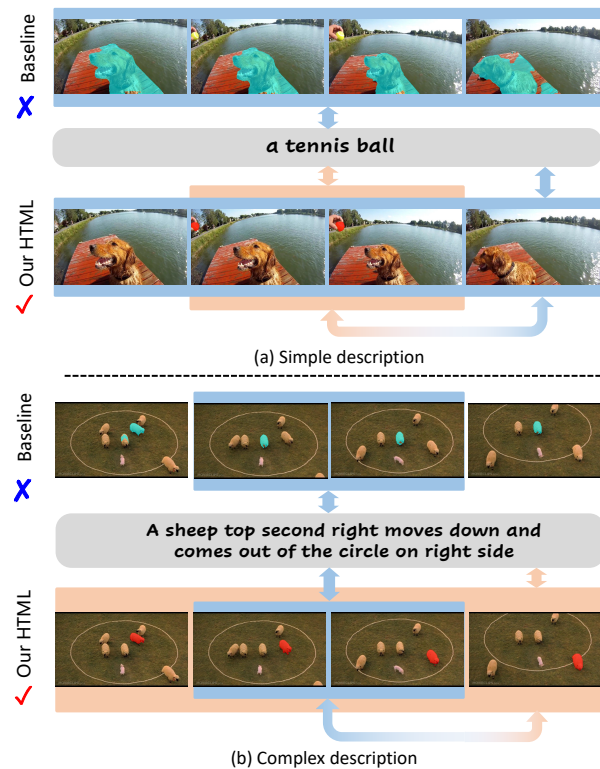 Baseline
✗
a tennis ball
Our HTML
✓
(a) Simple description
Baseline
✗
A sheep top second right moves down and
comes out of the circle on right side
Our HTML
✓
(b) Complex description